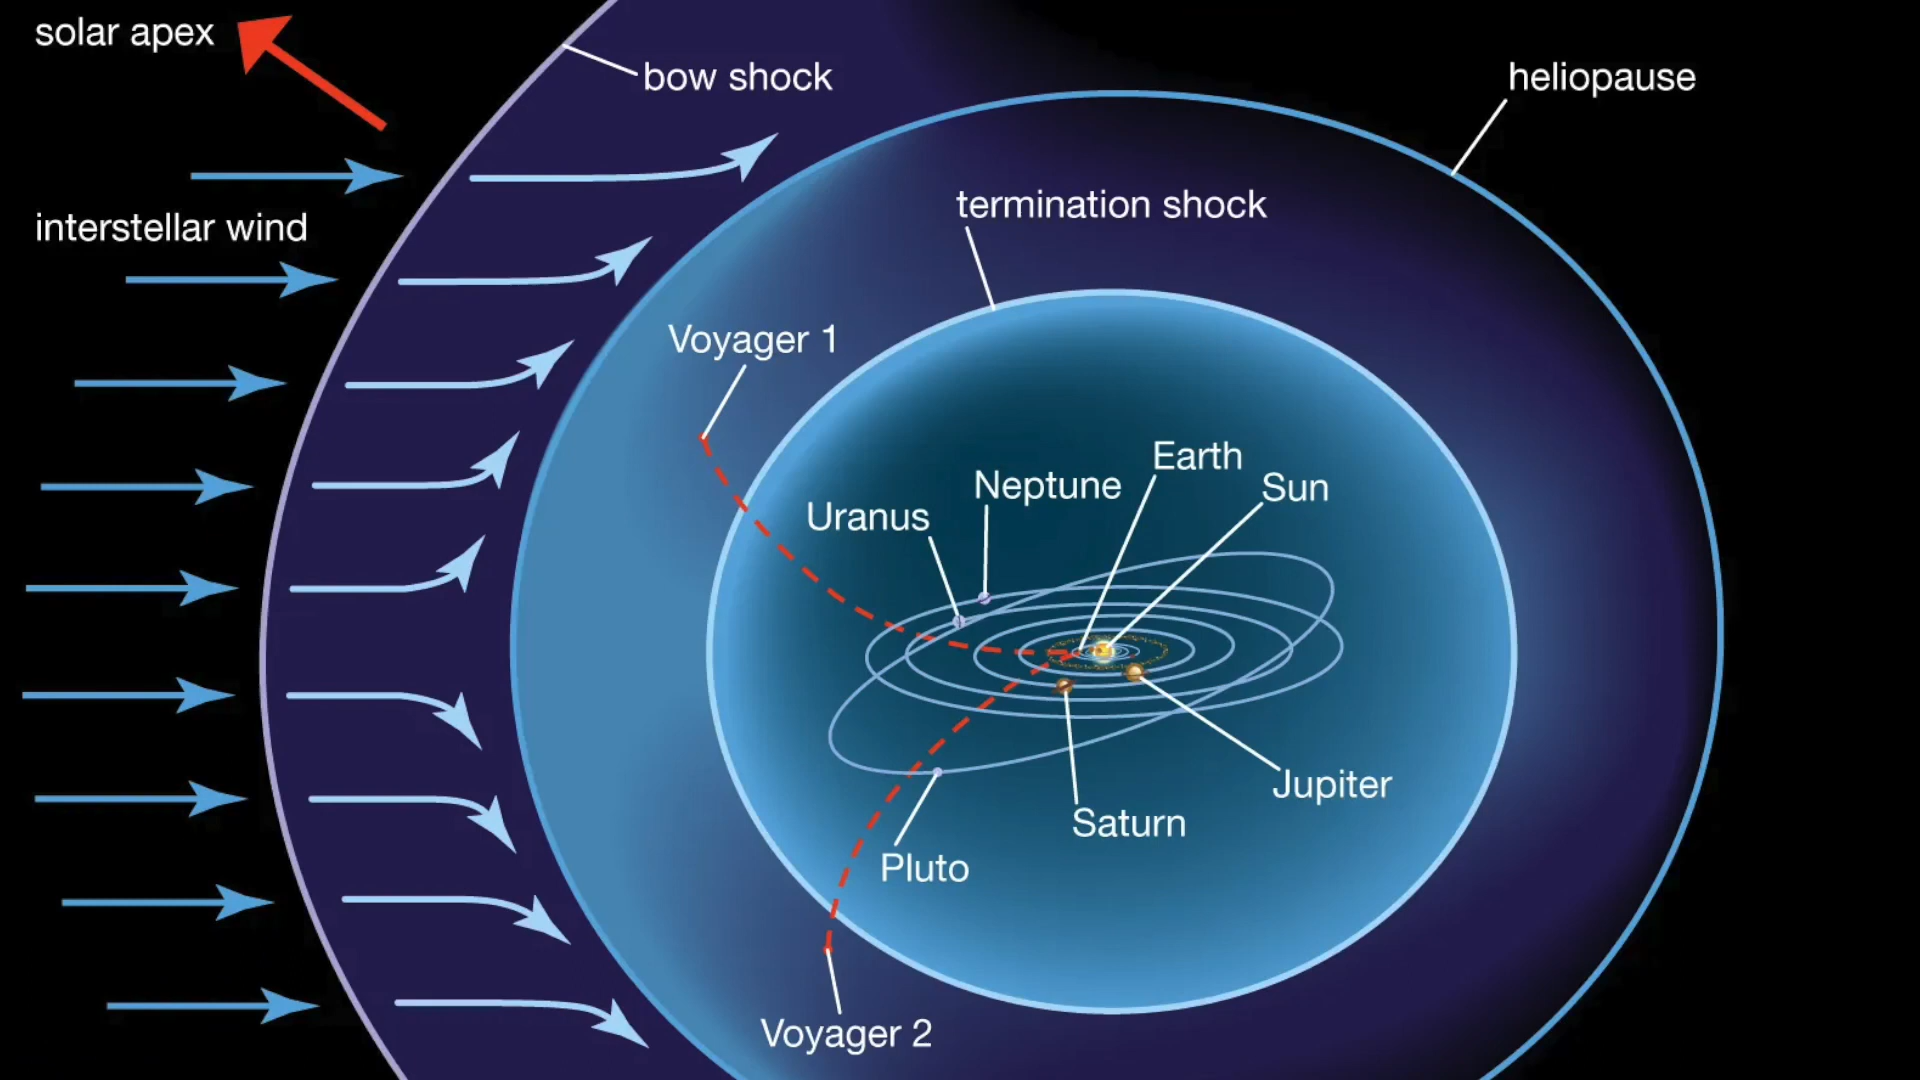 solar apex
bow shock
heliopause
termination shock
interstellar wind
Voyager 1
Earth
Neptune
Sun
Uranus
Jupiter
Saturn
Pluto
Voyager 2